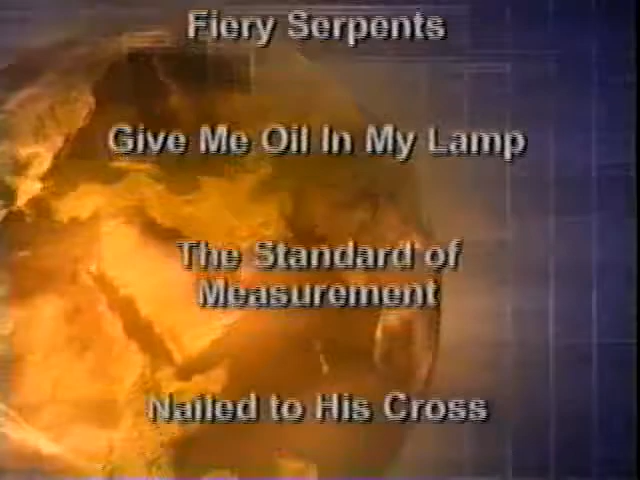 Fiery Serpents
Give Me Oil In My Lamp
The Standard of
Measurement
Nailed to His Cross